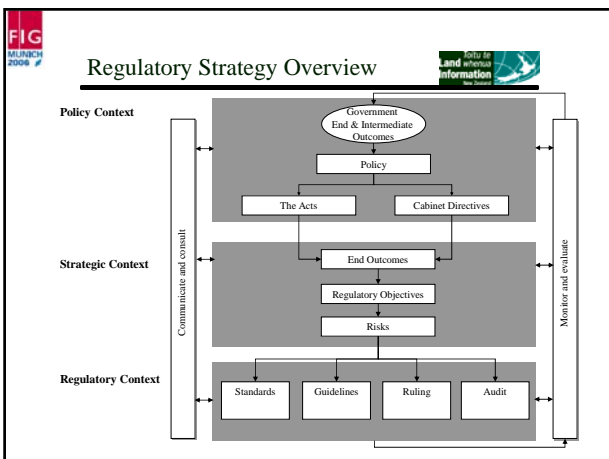 FIG
MUNICH
2006
Regulatory Strategy Overview
Toitu te
Land whenua
Information
New Zealand
Policy Context
Government
End & Intermediate
Outcomes
Policy
The Acts
Cabinet Directives
Communicate and consult
Monitor and evaluate
Strategic Context
End Outcomes
Regulatory Objectives
Risks
Regulatory Context
Standards
Guidelines
Ruling
Audit